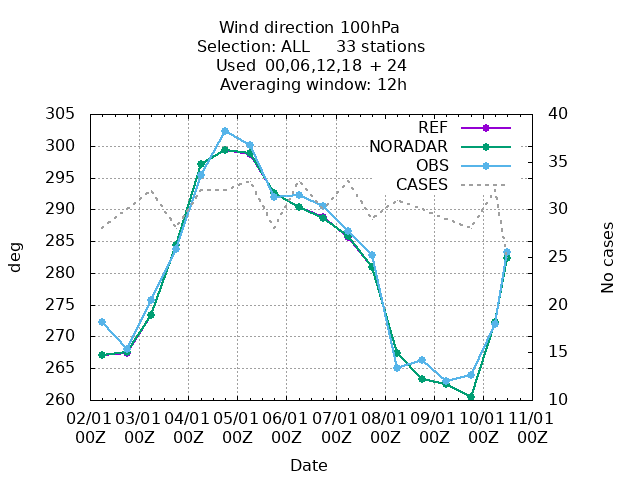 Wind direction 100hPa
Selection: ALL 33 stations
Used 00,06,12,18 + 24
Averaging window: 12h
REF
NORADAR
OBS
CASES
305
300
295
290
285
280
275
270
265
260
deg
40
35
30
25
20
15
10
No cases
02/01 03/01 04/01 05/01 06/01 07/01 08/01 09/01 10/01 11/01
00Z 00Z 00Z 00Z 00Z 00Z 00Z 00Z 00Z 00Z
Date